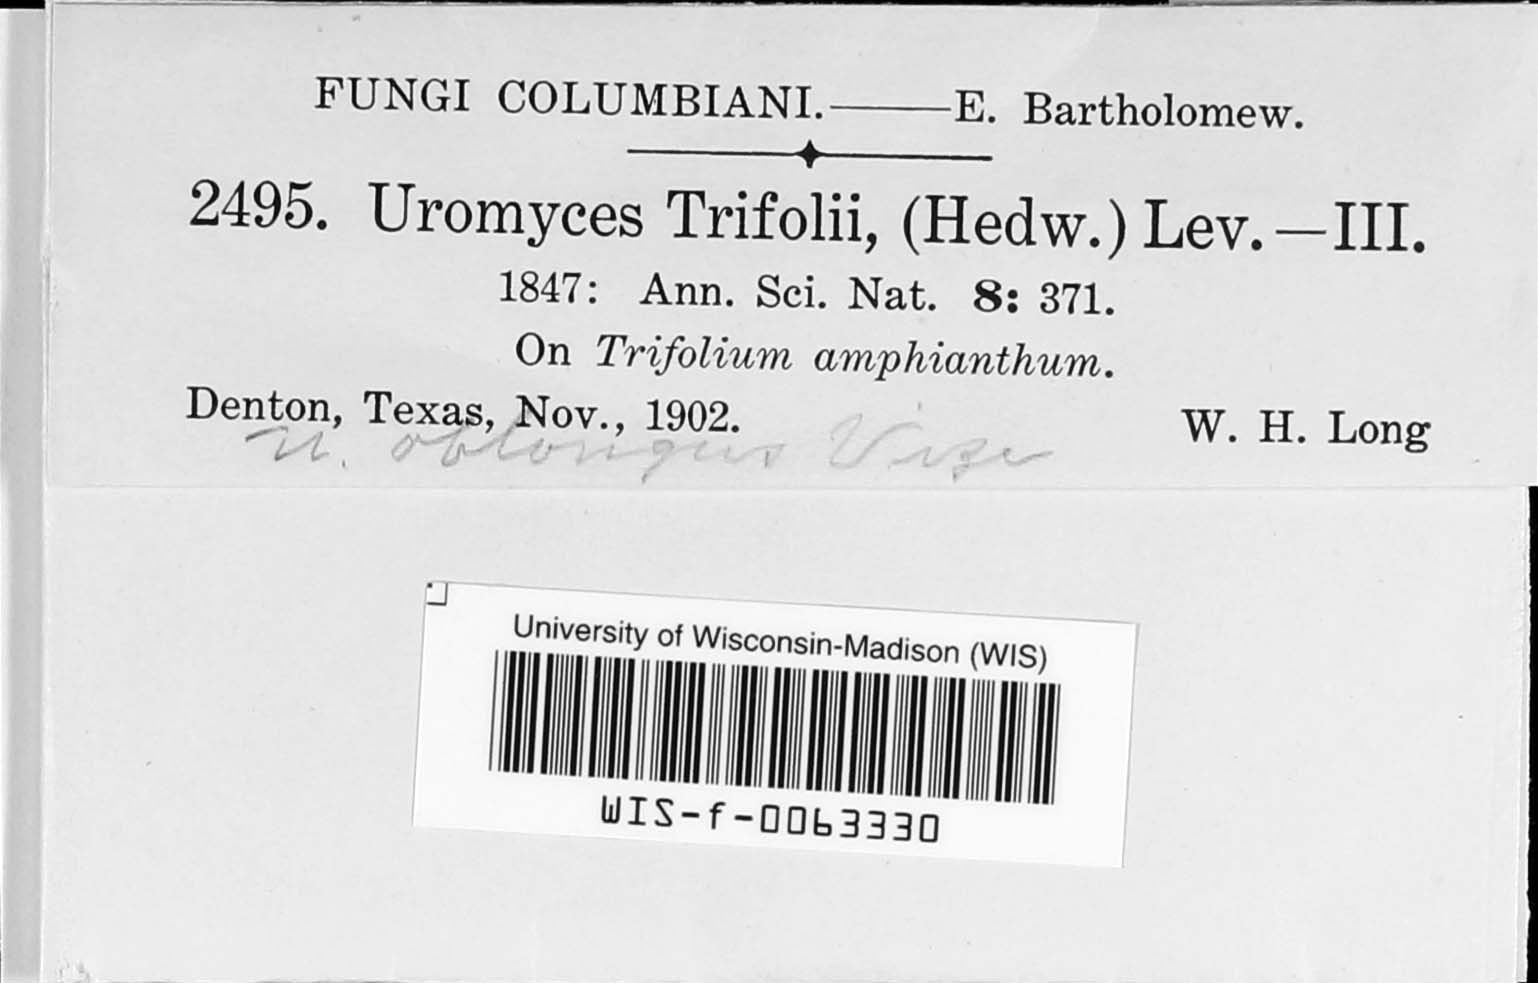 FUNGI COLUMBIANI.——E. Bartholomew.
2495. Uromyces Trifolii, (Hedw.) Lev.—III.
1847: Ann. Sci. Nat. 8: 371.
On Trifolium amphianthum.
Denton, Texas, Nov., 1902. W. H. Long
U. oblongus Vize
University of Wisconsin-Madison (WIS)
WIS-f-0063330